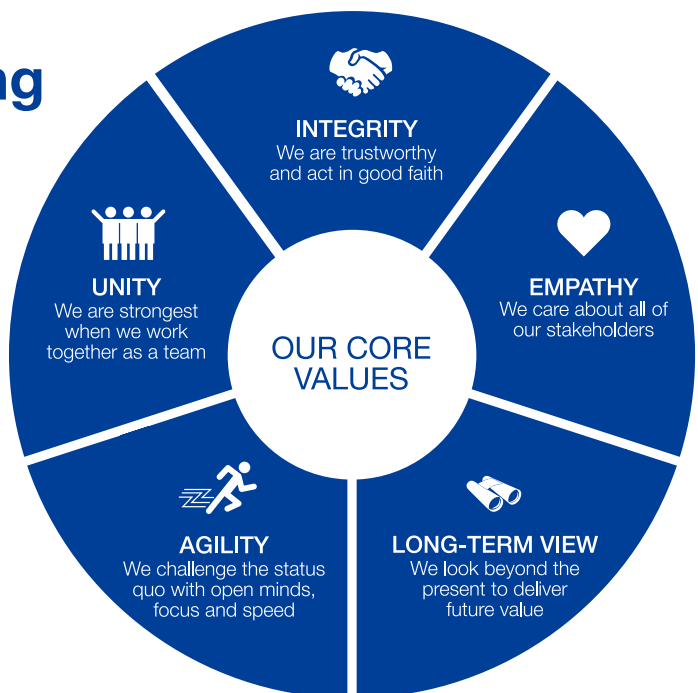 ng
INTEGRITY
We are trustworthy
and act in good faith
EMPATHY
We care about all of
our stakeholders
LONG-TERM VIEW
We look beyond the
present to deliver
future value
AGILITY
We challenge the status
quo with open minds,
focus and speed
UNITY
We are strongest
when we work
together as a team
OUR CORE
VALUES